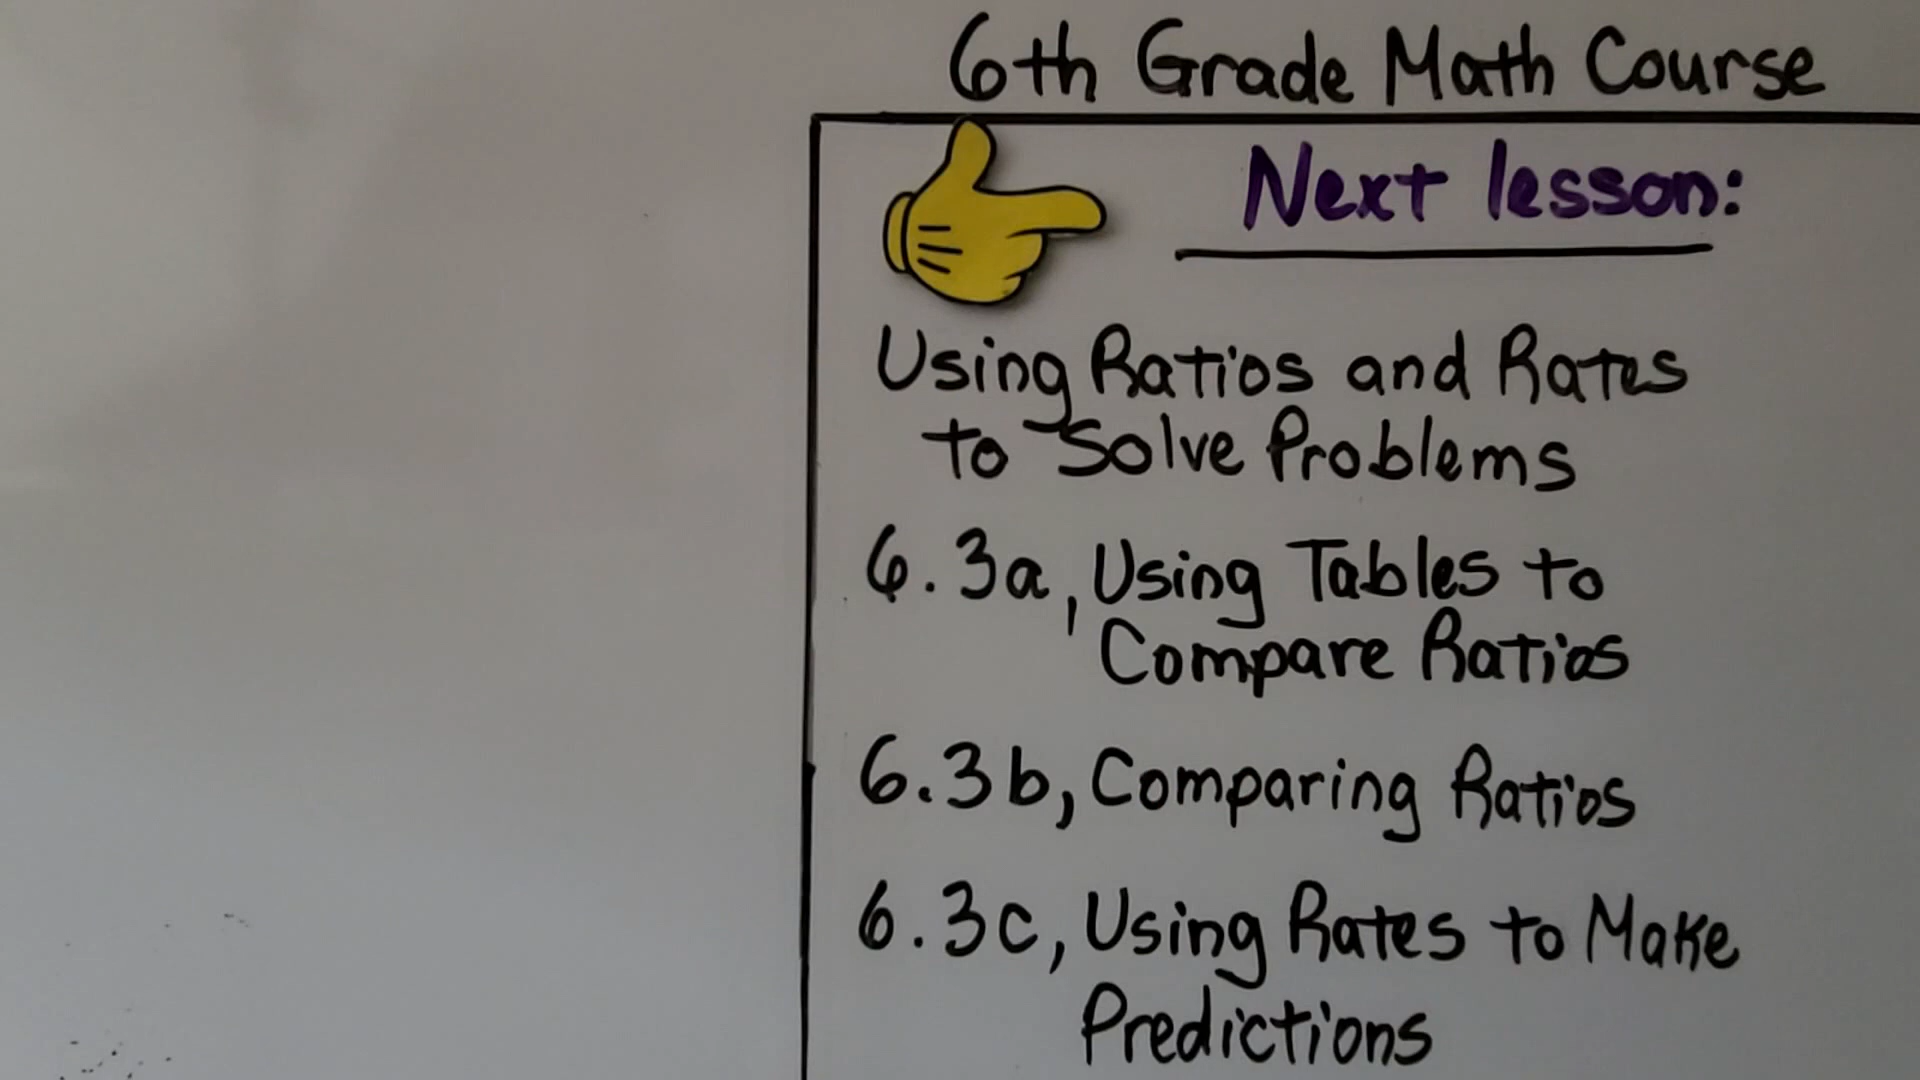 6th Grade Math Course
Next lesson:
Using Ratios and Rates
to Solve Problems
6.3a, Using Tables to
Compare Ratios
6.3b, Comparing Ratios
6.3c, Using Rates to Make
Predictions